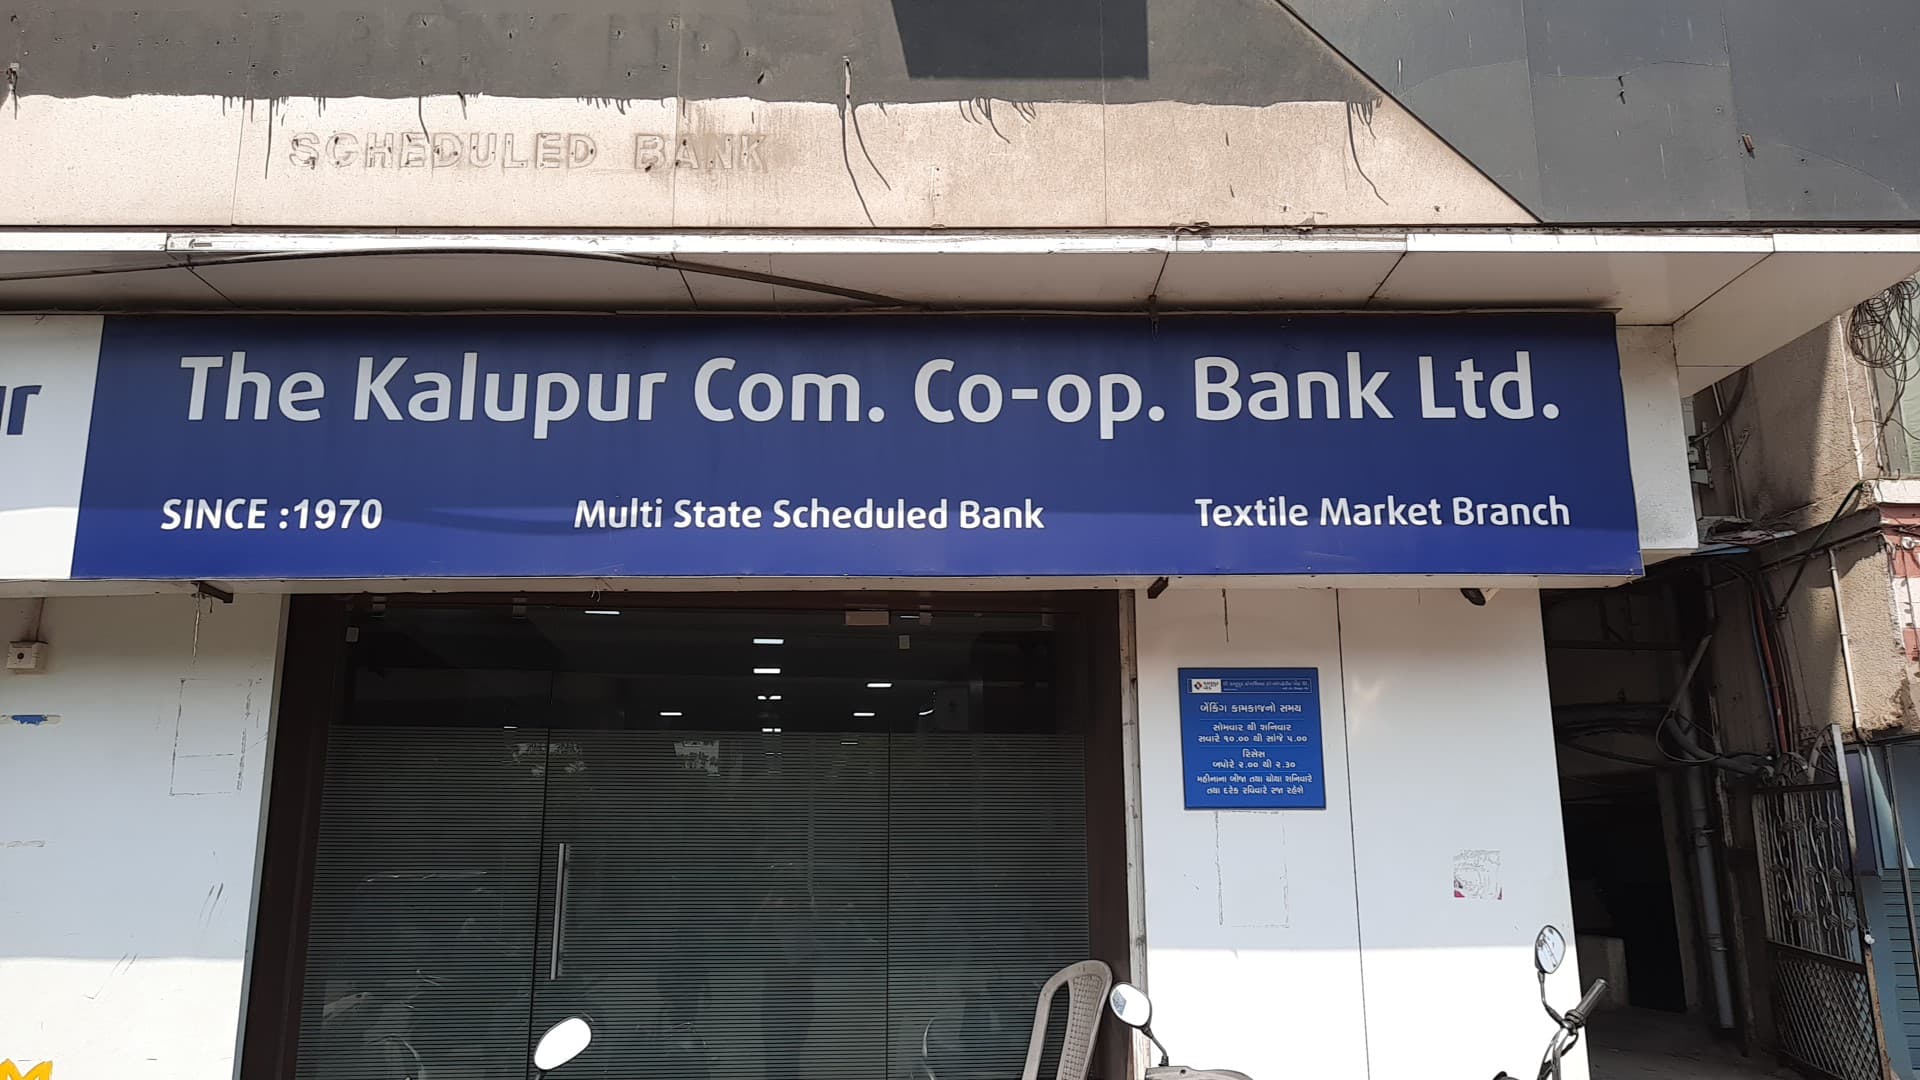 SCHEDULED BANK
The Kalupur Com. Co-op. Bank Ltd.
SINCE :1970 Multi State Scheduled Bank Textile Market Branch
બેંકિંગ કામકાજનો સમય
સોમવાર થી શનિવાર
સવારે ૧૦.૦૦ થી સાંજે ૫.૦૦
રિસેસ
બપોરે ૨.૦૦ થી ૨.૩૦
મહીનાના બીજા તથા ચોથા શનિવારે
તથા દરેક રવિવારે રજા રહેશે